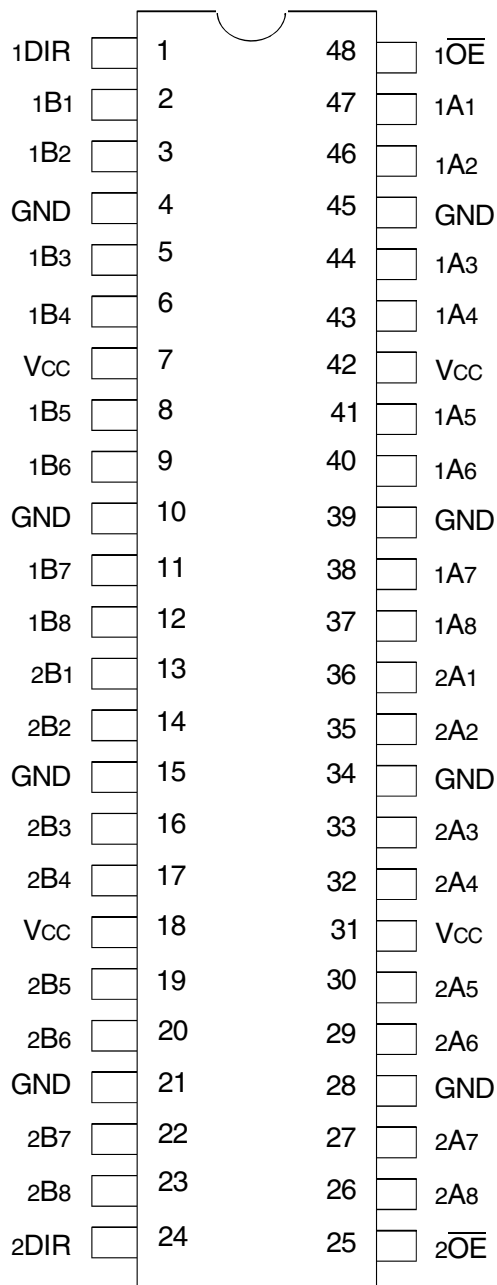 1DIR 1 48 1O̅E̅
1B1 2 47 1A1
1B2 3 46 1A2
GND 4 45 GND
1B3 5 44 1A3
1B4 6 43 1A4
VCC 7 42 VCC
1B5 8 41 1A5
1B6 9 40 1A6
GND 10 39 GND
1B7 11 38 1A7
1B8 12 37 1A8
2B1 13 36 2A1
2B2 14 35 2A2
GND 15 34 GND
2B3 16 33 2A3
2B4 17 32 2A4
VCC 18 31 VCC
2B5 19 30 2A5
2B6 20 29 2A6
GND 21 28 GND
2B7 22 27 2A7
2B8 23 26 2A8
2DIR 24 25 2O̅E̅